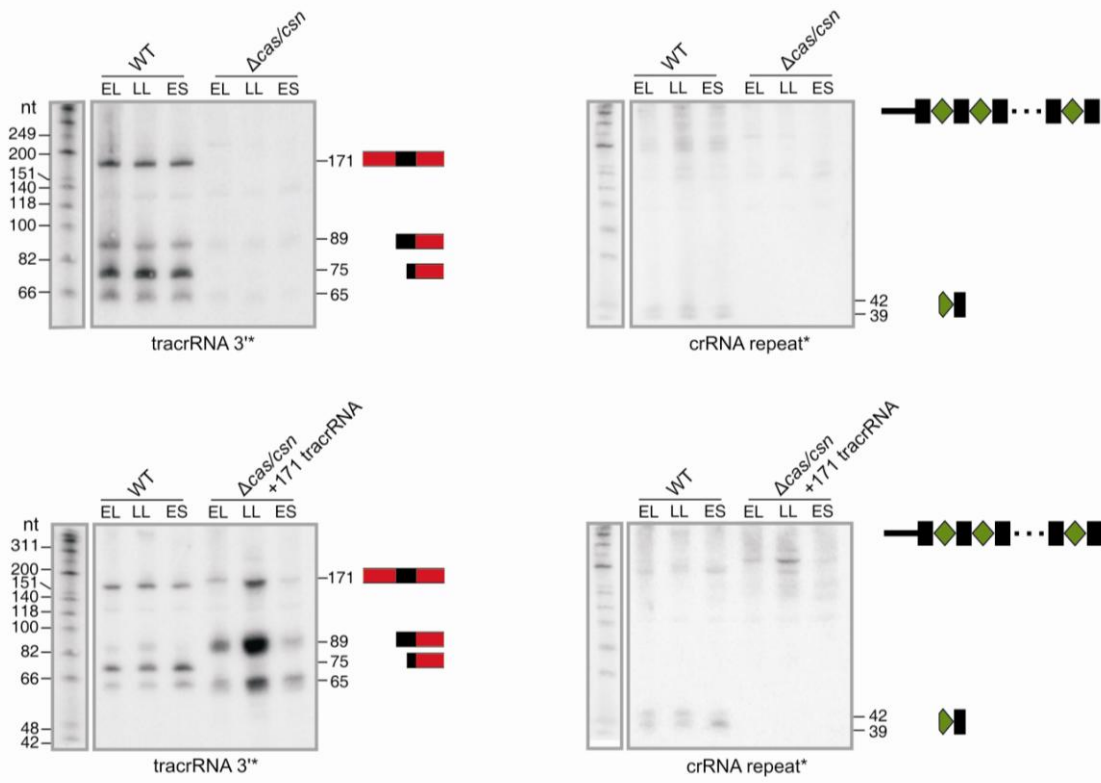 WT
Δcas/csn
EL LL ES EL LL ES
nt
249
200
151
140
118
100
82
66
171
89
75
65
tracrRNA 3'*
WT
Δcas/csn
EL LL ES EL LL ES
42
39
crRNA repeat*
WT
Δcas/csn
+171 tracrRNA
EL LL ES EL LL ES
nt
311
200
151
140
118
100
82
66
48
42
171
89
75
65
tracrRNA 3'*
WT
Δcas/csn
+171 tracrRNA
EL LL ES EL LL ES
42
39
crRNA repeat*